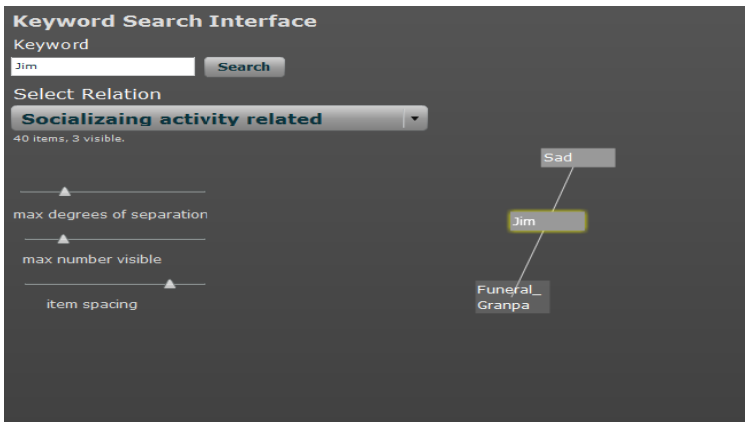 Keyword Search Interface
Keyword
Jim
Search
Select Relation
Socializaing activity related
40 items, 3 visible.
max degrees of separation
max number visible
item spacing
Sad
Jim
Funeral_
Granpa